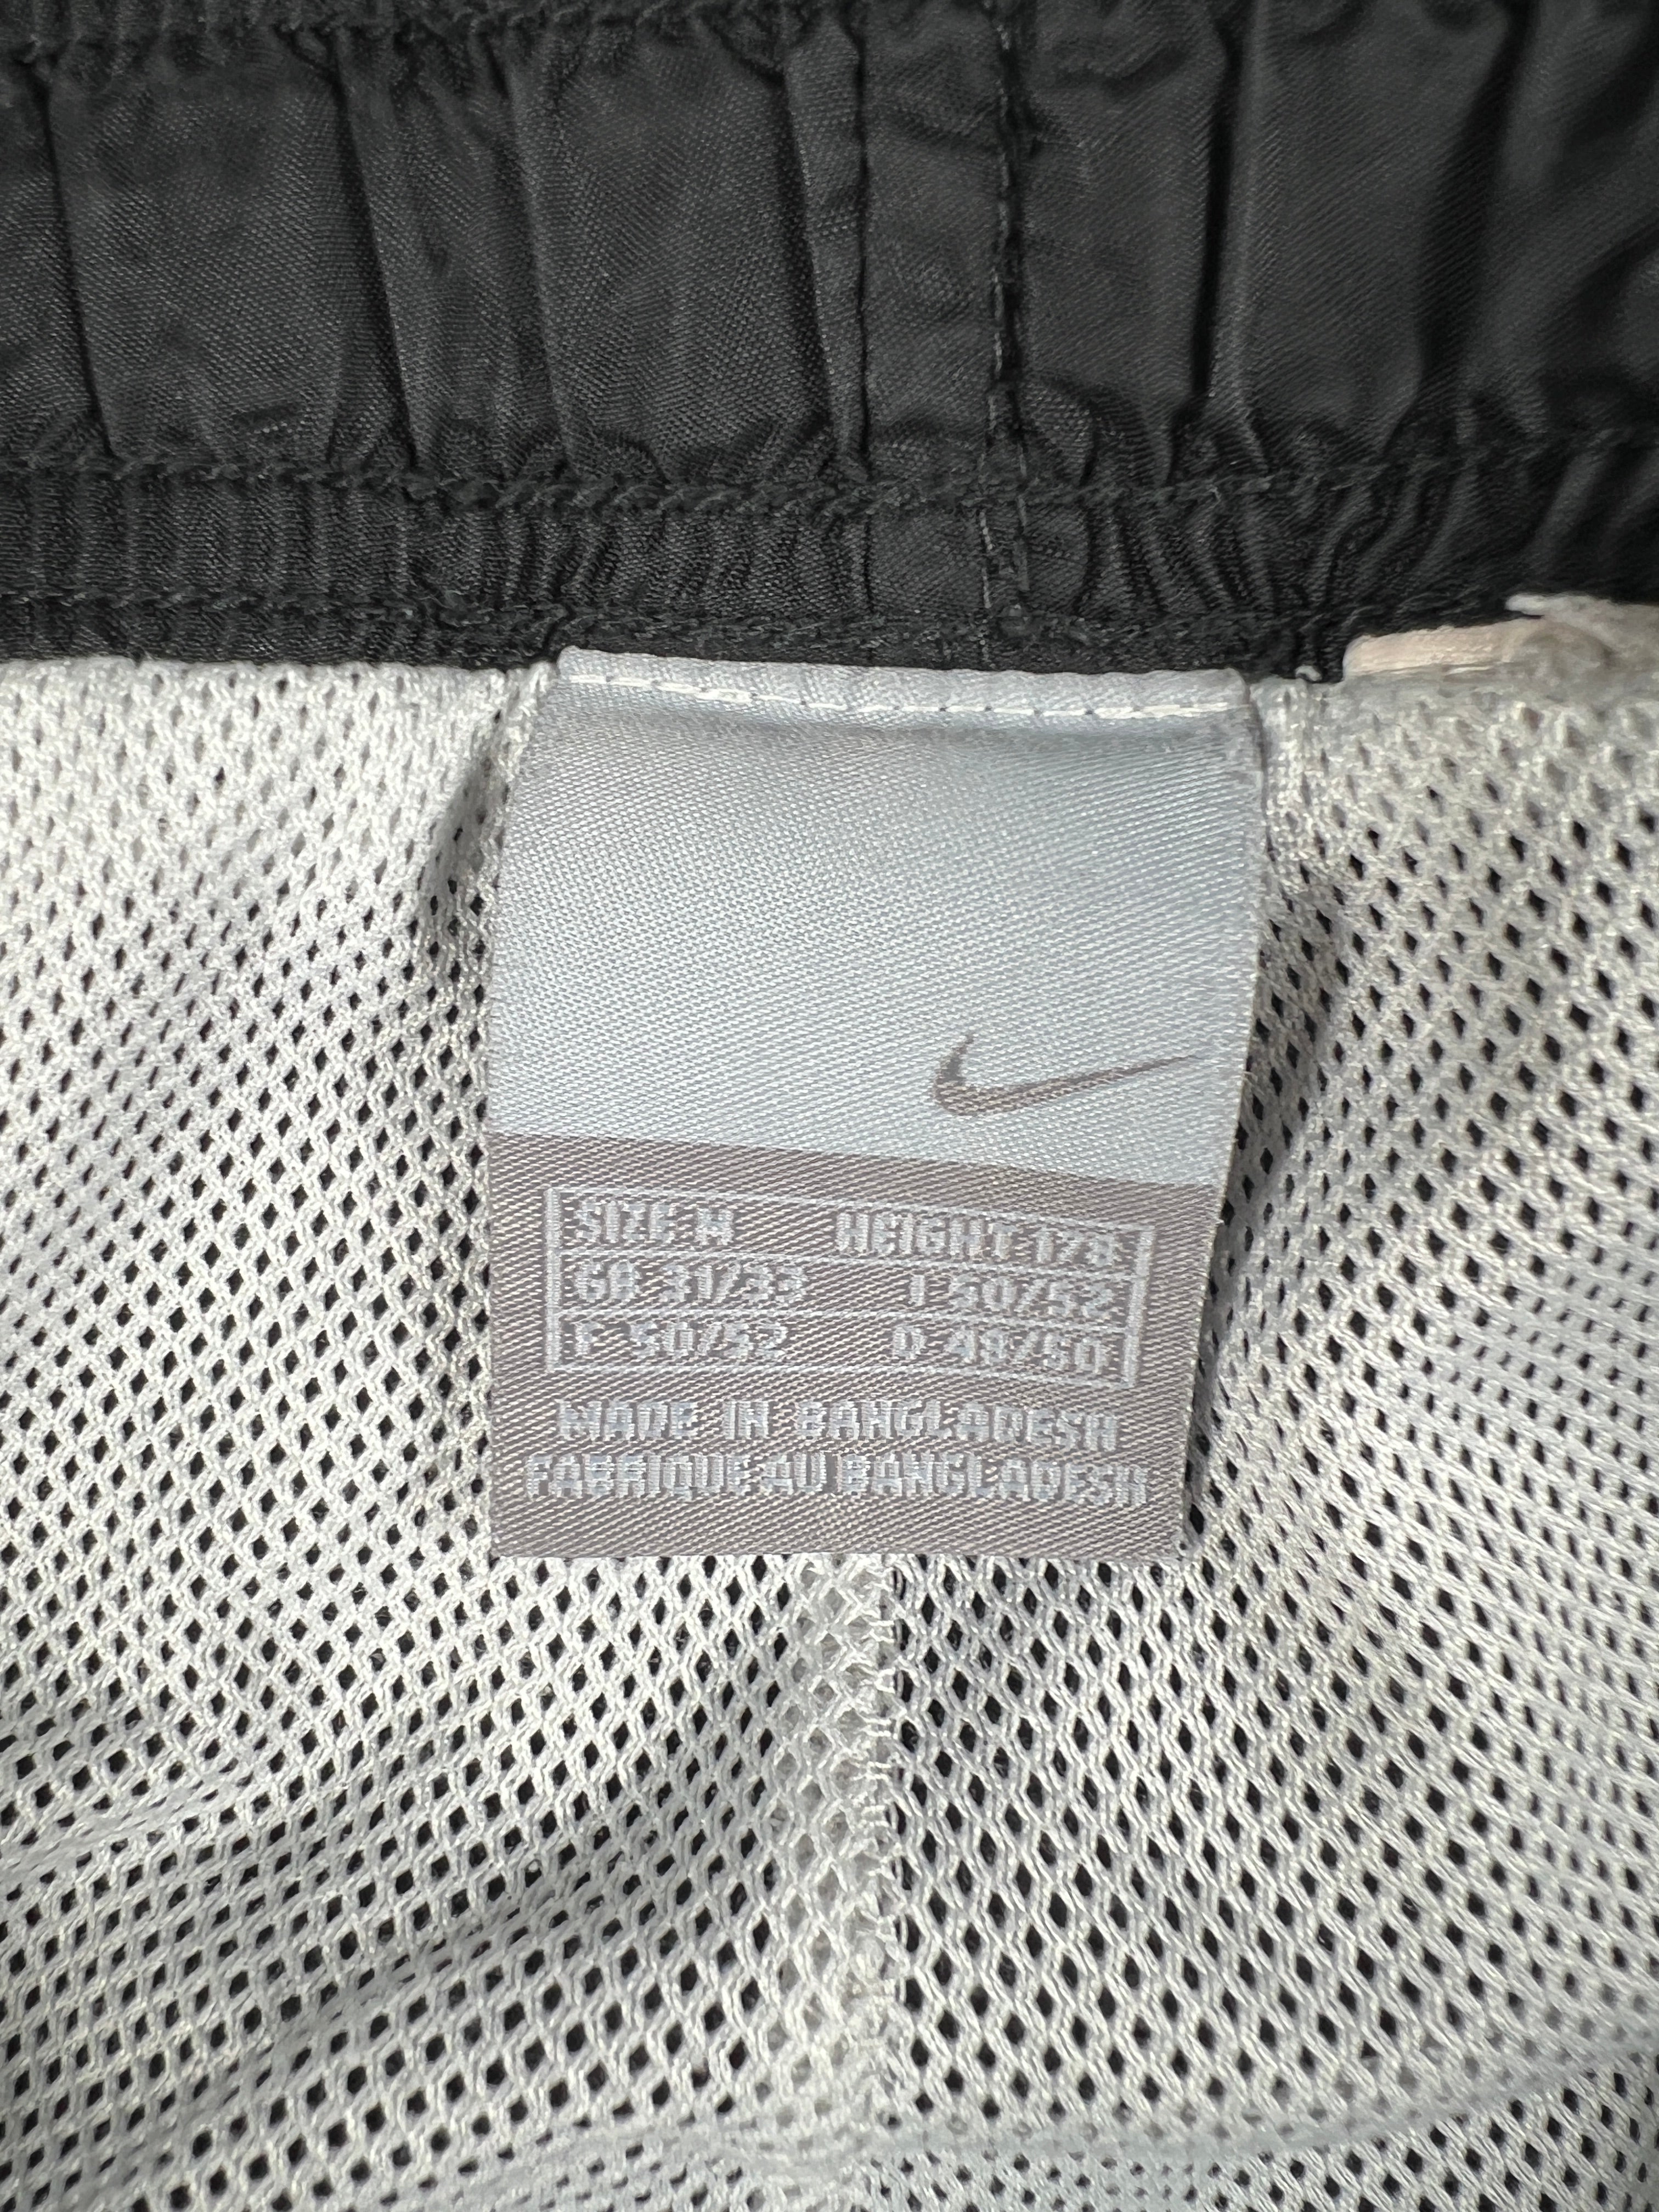 SIZE M HEIGHT 178
GB 31/33 I 50/52
F 50/52 D 48/50
MADE IN BANGLADESH
FABRIQUE AU BANGLADESH